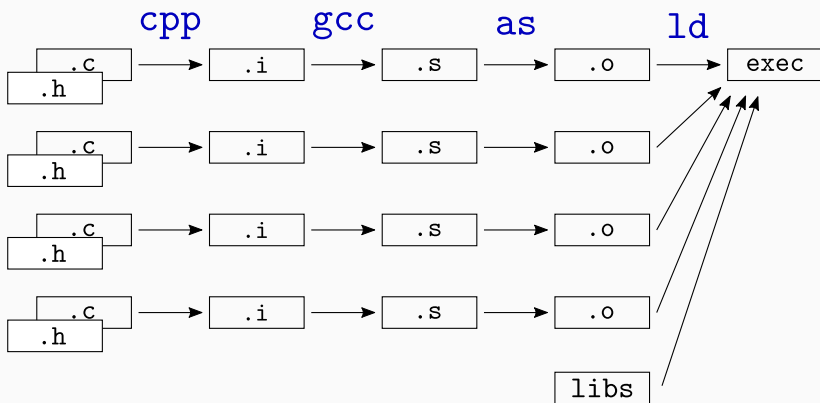 cpp gcc as ld
.c .i .s .o exec
.h
.c .i .s .o
.h
.c .i .s .o
.h
.c .i .s .o
.h
libs